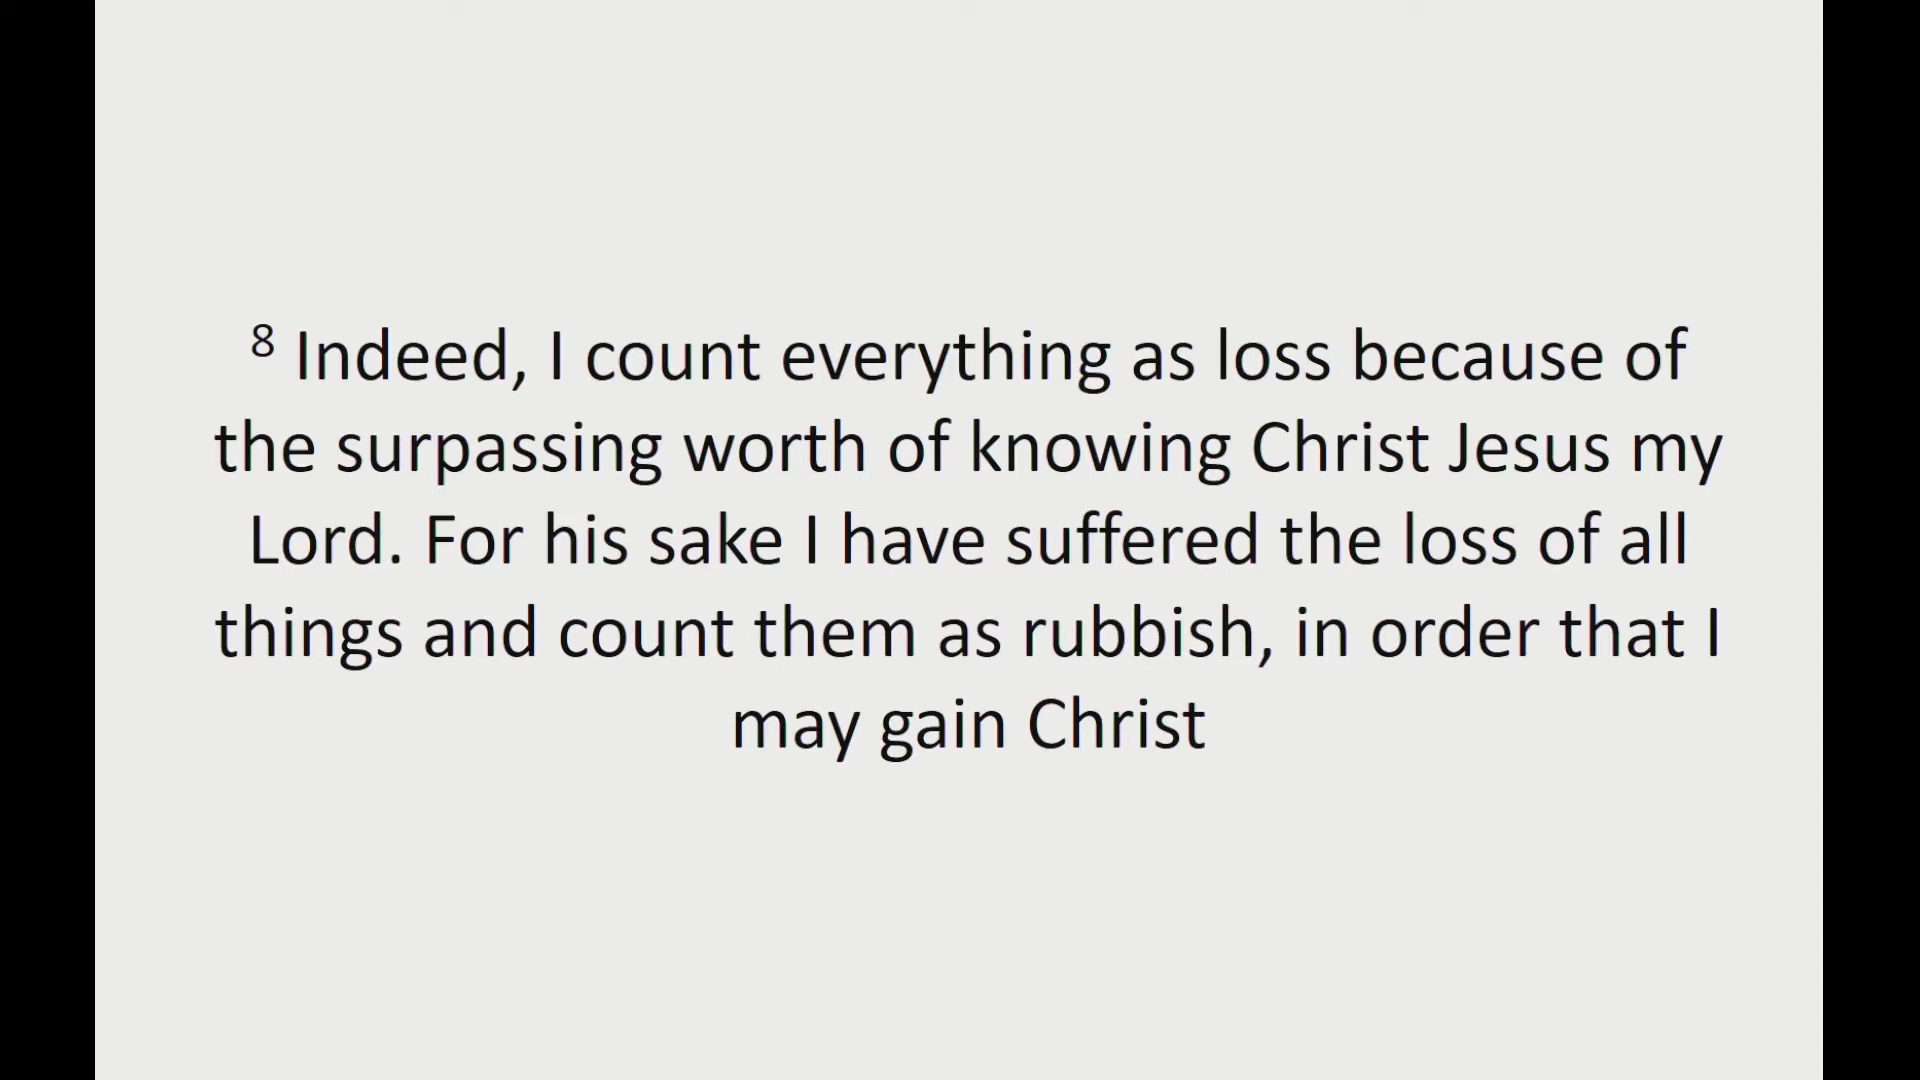 8 Indeed, I count everything as loss because of
the surpassing worth of knowing Christ Jesus my
Lord. For his sake I have suffered the loss of all
things and count them as rubbish, in order that I
may gain Christ